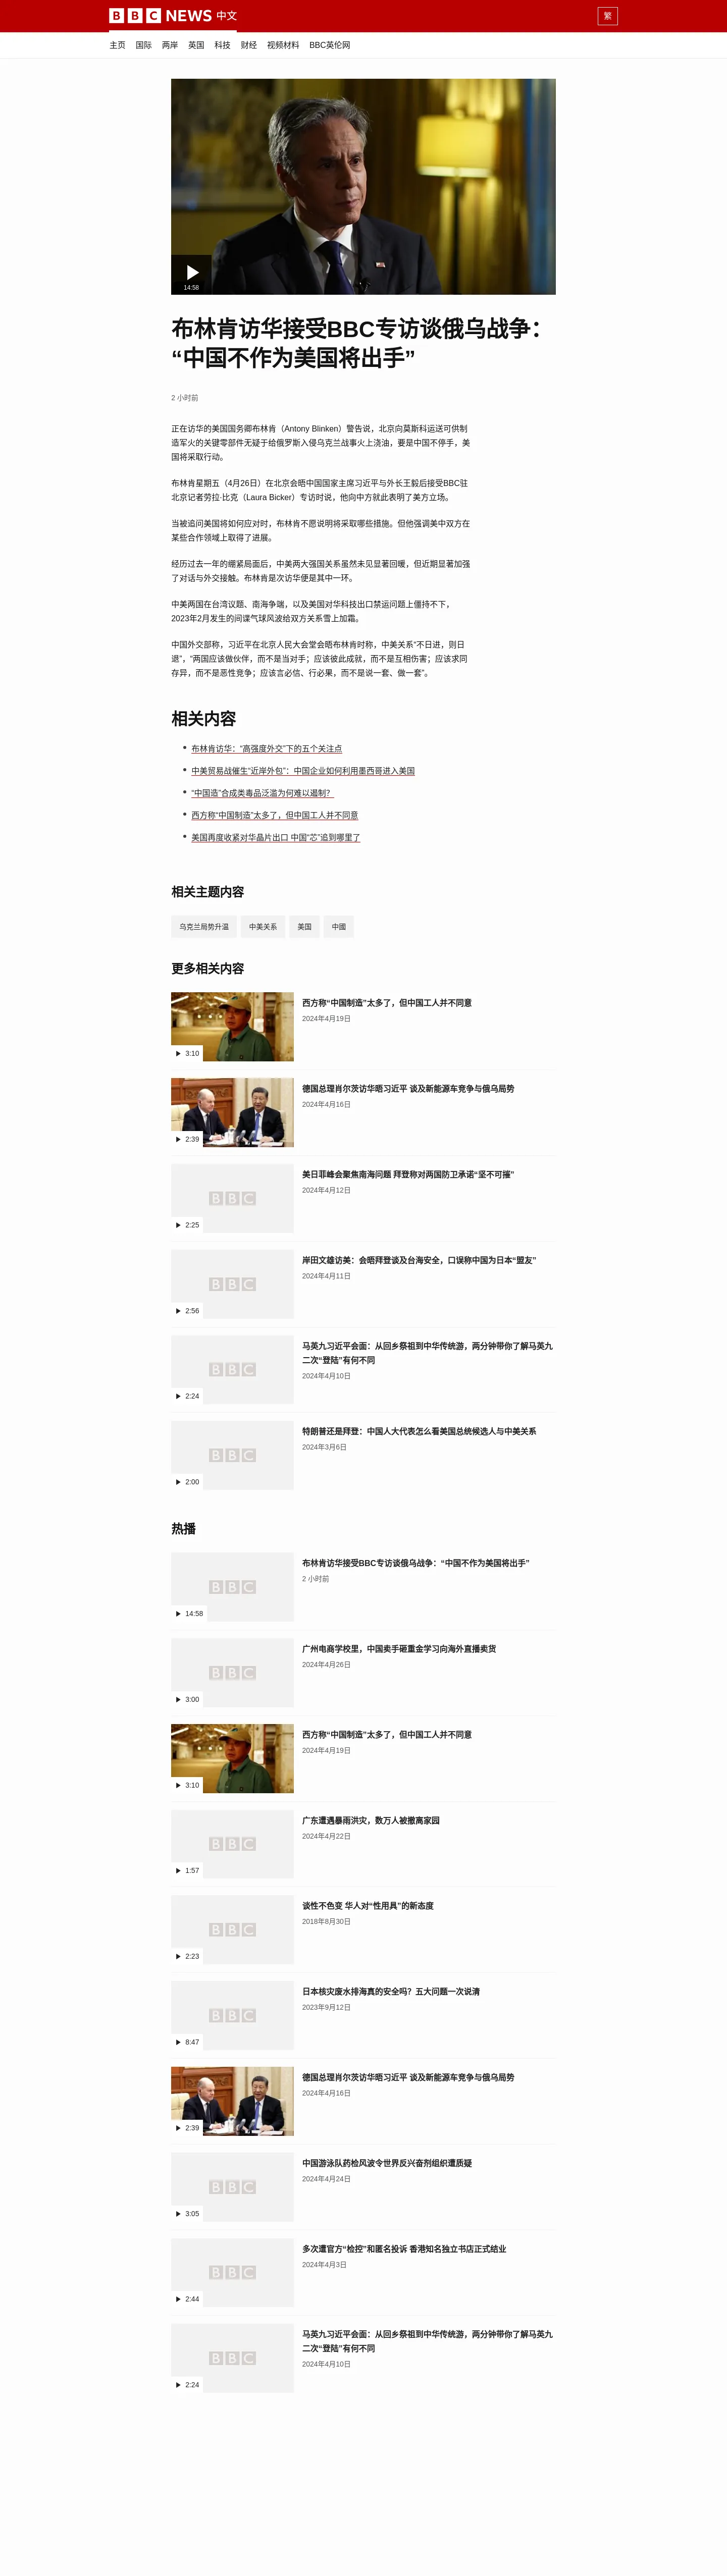 BBC NEWS 中文
繁
主页 国际 两岸 英国 科技 财经 视频材料 BBC英伦网
14:58
布林肯访华接受BBC专访谈俄乌战争：
“中国不作为美国将出手”
2 小时前
正在访华的美国国务卿布林肯（Antony Blinken）警告说，北京向莫斯科运送可供制
造军火的关键零部件无疑于给俄罗斯入侵乌克兰战事火上浇油，要是中国不停手，美
国将采取行动。
布林肯星期五（4月26日）在北京会晤中国国家主席习近平与外长王毅后接受BBC驻
北京记者劳拉·比克（Laura Bicker）专访时说，他向中方就此表明了美方立场。
当被追问美国将如何应对时，布林肯不愿说明将采取哪些措施。但他强调美中双方在
某些合作领域上取得了进展。
经历过去一年的绷紧局面后，中美两大强国关系虽然未见显著回暖，但近期显著加强
了对话与外交接触。布林肯是次访华便是其中一环。
中美两国在台湾议题、南海争端，以及美国对华科技出口禁运问题上僵持不下，
2023年2月发生的间谍气球风波给双方关系雪上加霜。
中国外交部称，习近平在北京人民大会堂会晤布林肯时称，中美关系“不日进，则日
退”，“两国应该做伙伴，而不是当对手；应该彼此成就，而不是互相伤害；应该求同
存异，而不是恶性竞争；应该言必信、行必果，而不是说一套、做一套”。
相关内容
布林肯访华：“高强度外交”下的五个关注点
中美贸易战催生“近岸外包”：中国企业如何利用墨西哥进入美国
“中国造”合成类毒品泛滥为何难以遏制？
西方称“中国制造”太多了，但中国工人并不同意
美国再度收紧对华晶片出口 中国“芯”追到哪里了
相关主题内容
乌克兰局势升温 中美关系 美国 中國
更多相关内容
西方称“中国制造”太多了，但中国工人并不同意
2024年4月19日
3:10
德国总理肖尔茨访华晤习近平 谈及新能源车竞争与俄乌局势
2024年4月16日
2:39
美日菲峰会聚焦南海问题 拜登称对两国防卫承诺“坚不可摧”
2024年4月12日
BBC
2:25
岸田文雄访美：会晤拜登谈及台海安全，口误称中国为日本“盟友”
2024年4月11日
BBC
2:56
马英九习近平会面：从回乡祭祖到中华传统游，两分钟带你了解马英九
二次“登陆”有何不同
2024年4月10日
BBC
2:24
特朗普还是拜登：中国人大代表怎么看美国总统候选人与中美关系
2024年3月6日
BBC
2:00
热播
布林肯访华接受BBC专访谈俄乌战争：“中国不作为美国将出手”
2 小时前
BBC
14:58
广州电商学校里，中国卖手砸重金学习向海外直播卖货
2024年4月26日
BBC
3:00
西方称“中国制造”太多了，但中国工人并不同意
2024年4月19日
3:10
广东遭遇暴雨洪灾，数万人被撤离家园
2024年4月22日
BBC
1:57
谈性不色变 华人对“性用具”的新态度
2018年8月30日
BBC
2:23
日本核灾废水排海真的安全吗？五大问题一次说清
2023年9月12日
BBC
8:47
德国总理肖尔茨访华晤习近平 谈及新能源车竞争与俄乌局势
2024年4月16日
2:39
中国游泳队药检风波令世界反兴奋剂组织遭质疑
2024年4月24日
BBC
3:05
多次遭官方“检控”和匿名投诉 香港知名独立书店正式结业
2024年4月3日
BBC
2:44
马英九习近平会面：从回乡祭祖到中华传统游，两分钟带你了解马英九
二次“登陆”有何不同
2024年4月10日
BBC
2:24